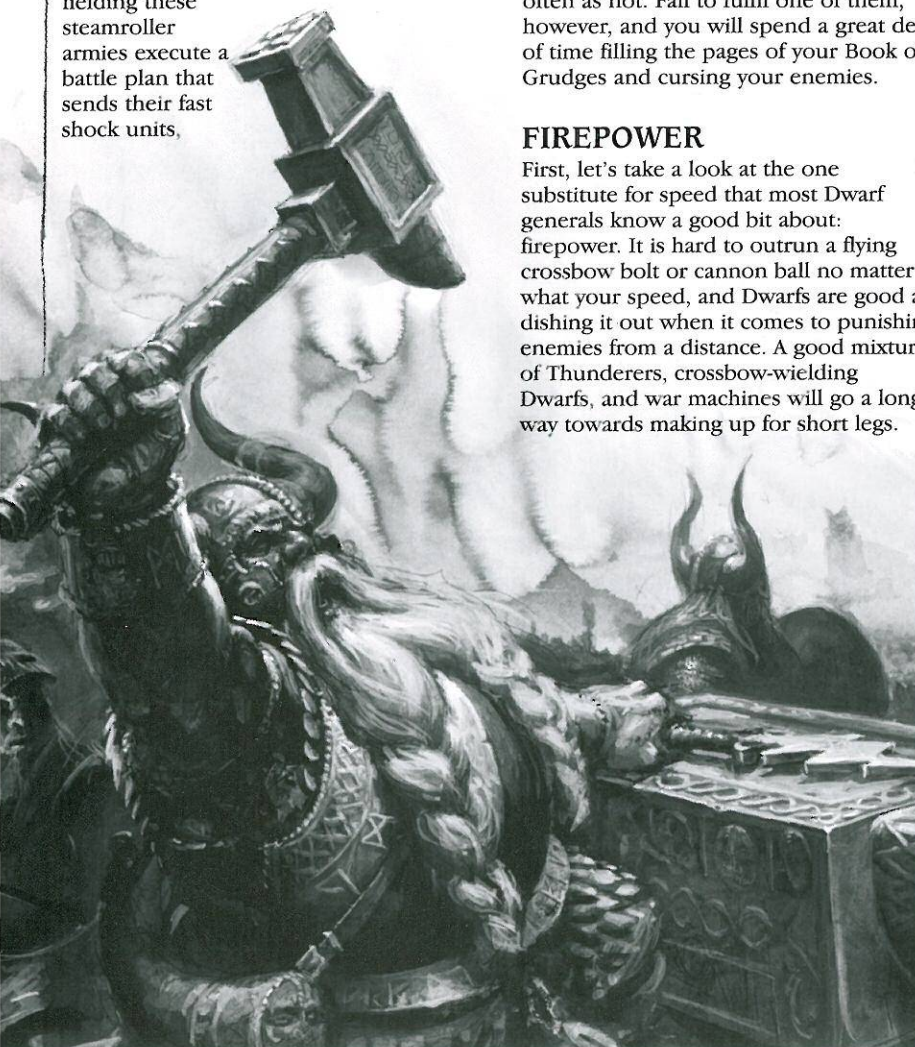 fielding these
steamroller
armies execute a
battle plan that
sends their fast
shock units,
often as not. Fail to fulfil one of them,
however, and you will spend a great
of time filling the pages of your Book
Grudges and cursing your enemies.
FIREPOWER
First, let's take a look at the one
substitute for speed that most Dwarf
generals know a good bit about:
firepower. It is hard to outrun a flying
crossbow bolt or cannon ball no matter
what your speed, and Dwarfs are good
dishing it out when it comes to
enemies from a distance. A good
of Thunderers, crossbow-wielding
Dwarfs, and war machines will go a long
way towards making up for short legs.